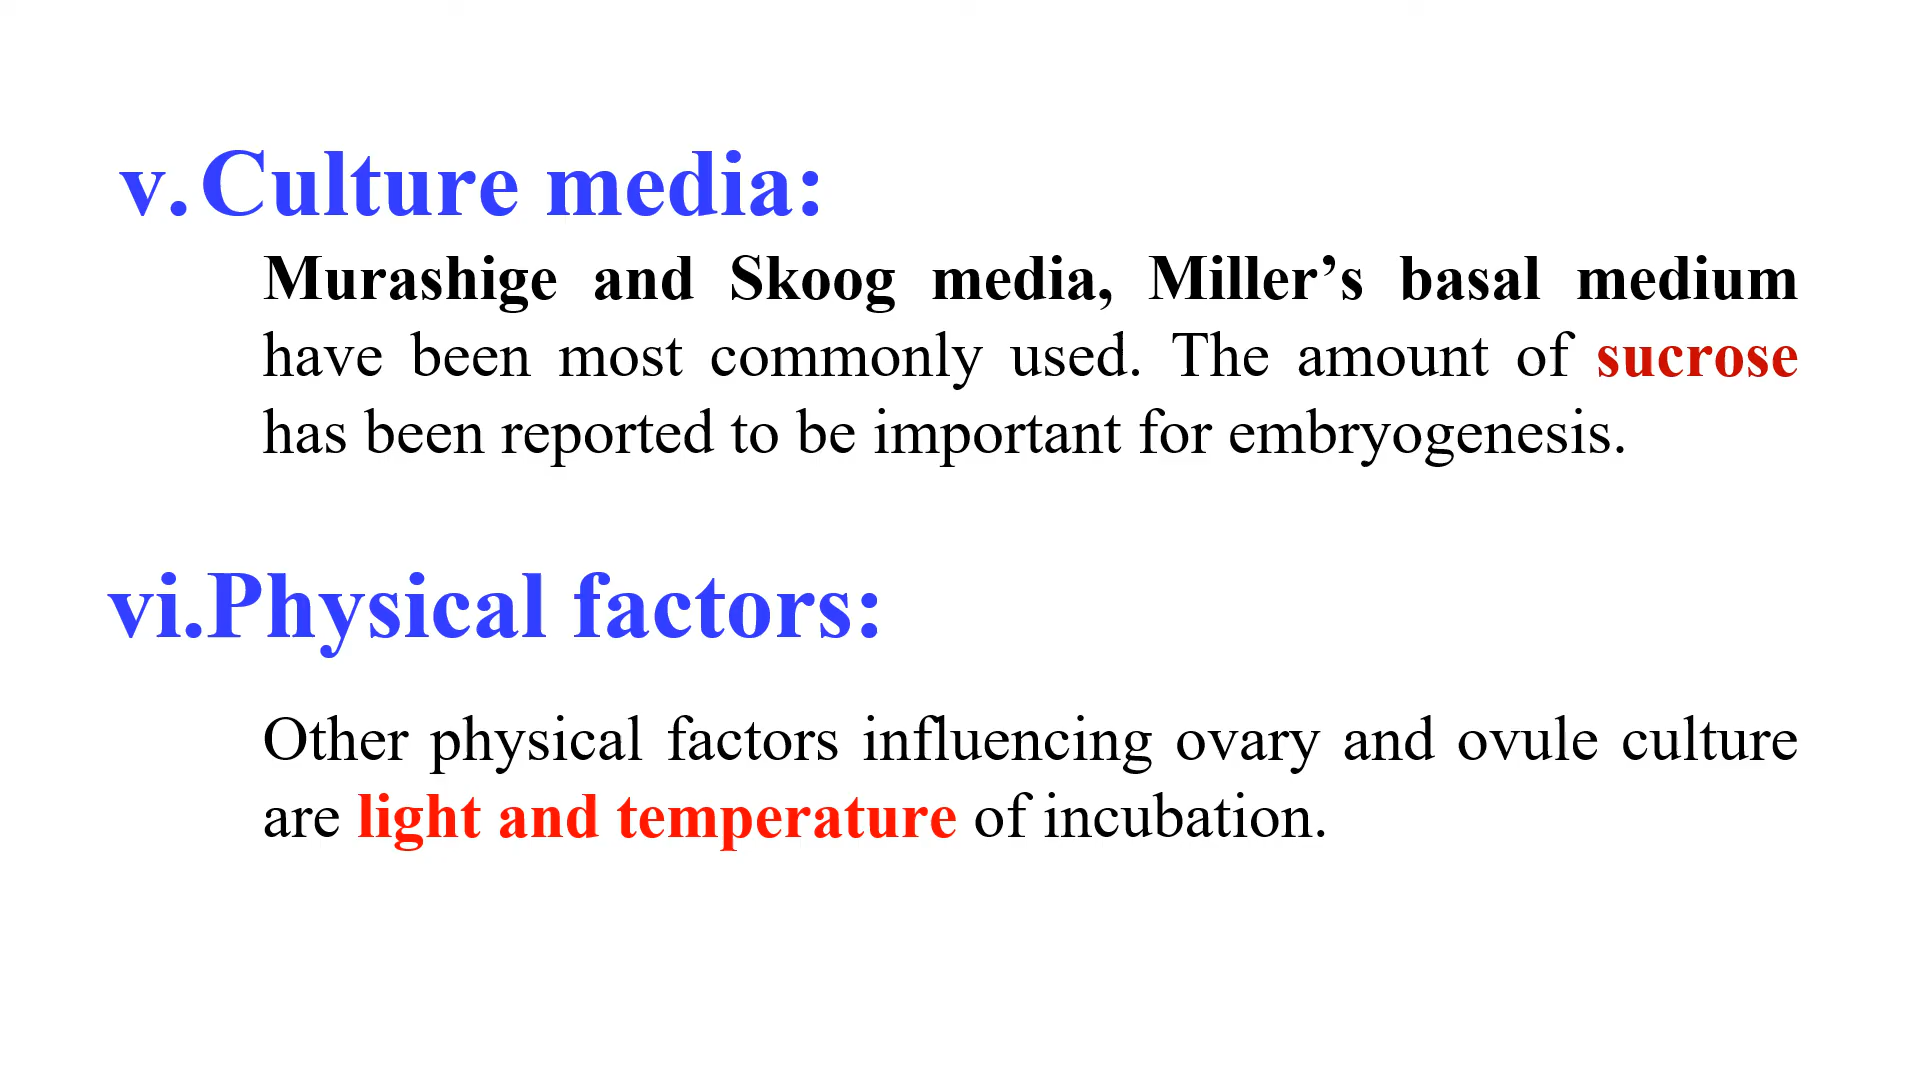 v. Culture media:
Murashige and Skoog media, Miller’s basal medium
have been most commonly used. The amount of sucrose
has been reported to be important for embryogenesis.
vi.Physical factors:
Other physical factors influencing ovary and ovule culture
are light and temperature of incubation.